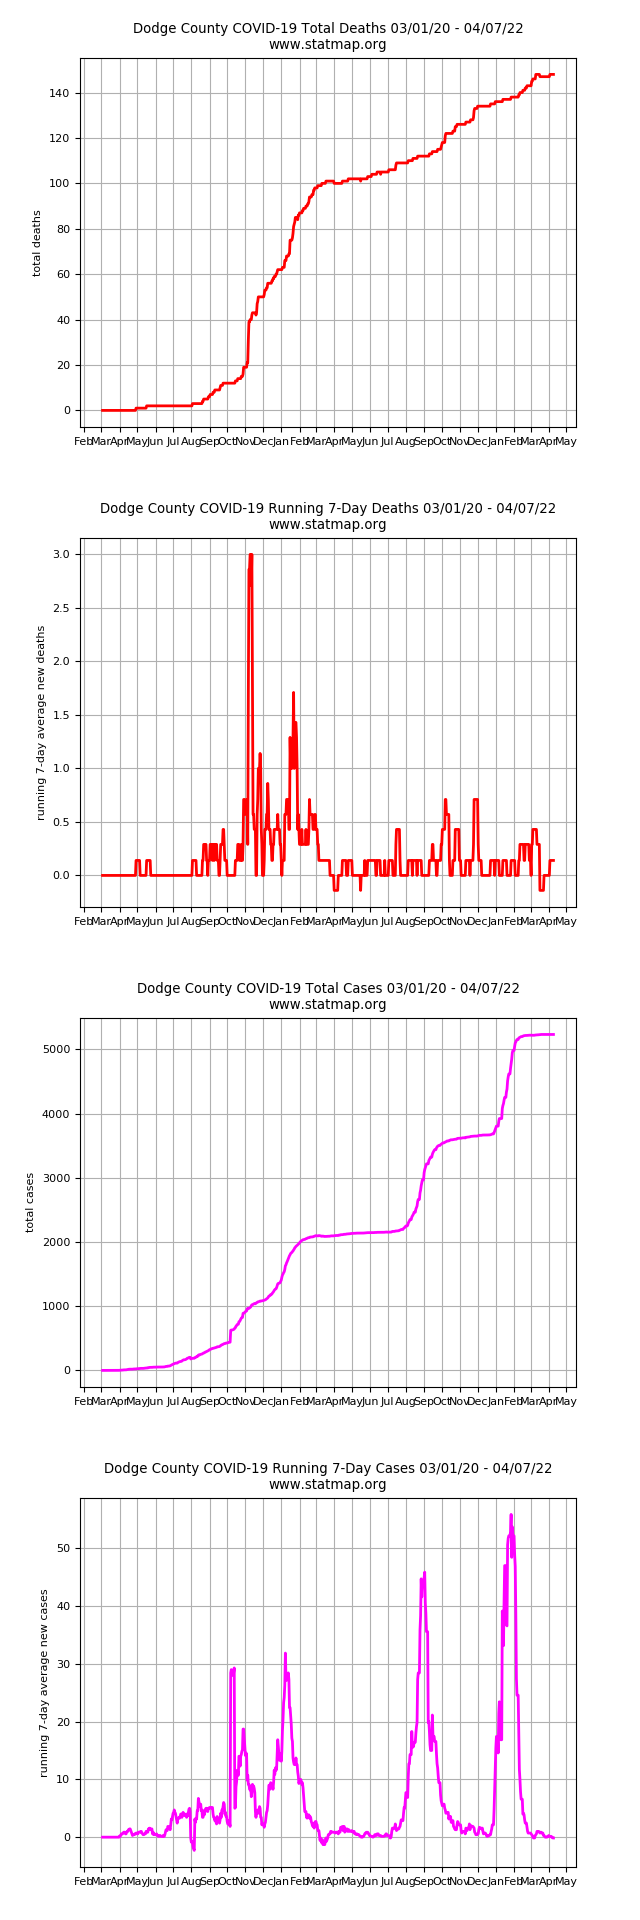 Dodge County COVID-19 Total Deaths 03/01/20 - 04/07/22
www.statmap.org
140
120
100
80
60
40
20
0
total deaths
Feb Mar Apr May Jun Jul Aug Sep Oct Nov Dec Jan Feb Mar Apr May Jun Jul Aug Sep Oct Nov Dec Jan Feb Mar Apr May
Dodge County COVID-19 Running 7-Day Deaths 03/01/20 - 04/07/22
www.statmap.org
3.0
2.5
2.0
1.5
1.0
0.5
0.0
running 7-day average new deaths
Feb Mar Apr May Jun Jul Aug Sep Oct Nov Dec Jan Feb Mar Apr May Jun Jul Aug Sep Oct Nov Dec Jan Feb Mar Apr May
Dodge County COVID-19 Total Cases 03/01/20 - 04/07/22
www.statmap.org
5000
4000
3000
2000
1000
0
total cases
Feb Mar Apr May Jun Jul Aug Sep Oct Nov Dec Jan Feb Mar Apr May Jun Jul Aug Sep Oct Nov Dec Jan Feb Mar Apr May
Dodge County COVID-19 Running 7-Day Cases 03/01/20 - 04/07/22
www.statmap.org
50
40
30
20
10
0
running 7-day average new cases
Feb Mar Apr May Jun Jul Aug Sep Oct Nov Dec Jan Feb Mar Apr May Jun Jul Aug Sep Oct Nov Dec Jan Feb Mar Apr May